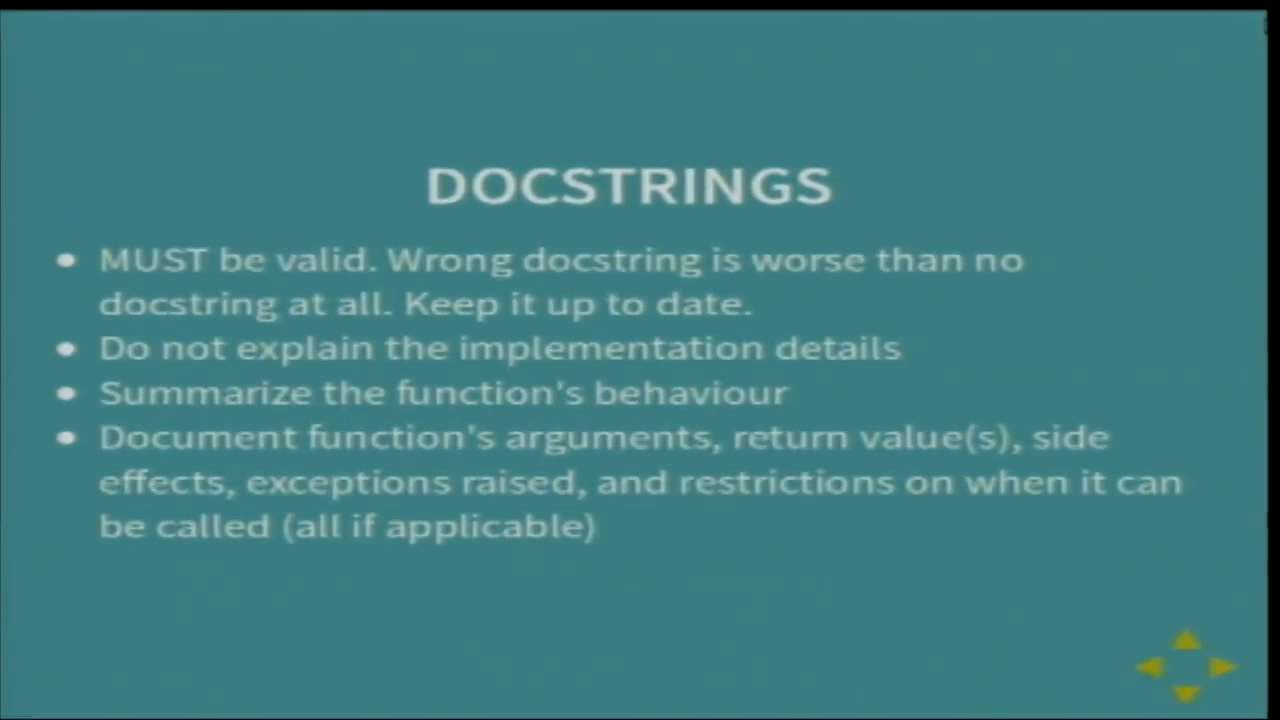 DOCSTRINGS
• MUST be valid. Wrong docstring is worse than no
docstring at all. Keep it up to date.
• Do not explain the implementation details
• Summarize the function's behaviour
• Document function's arguments, return value(s), side
effects, exceptions raised, and restrictions on when it can
be called (all if applicable)